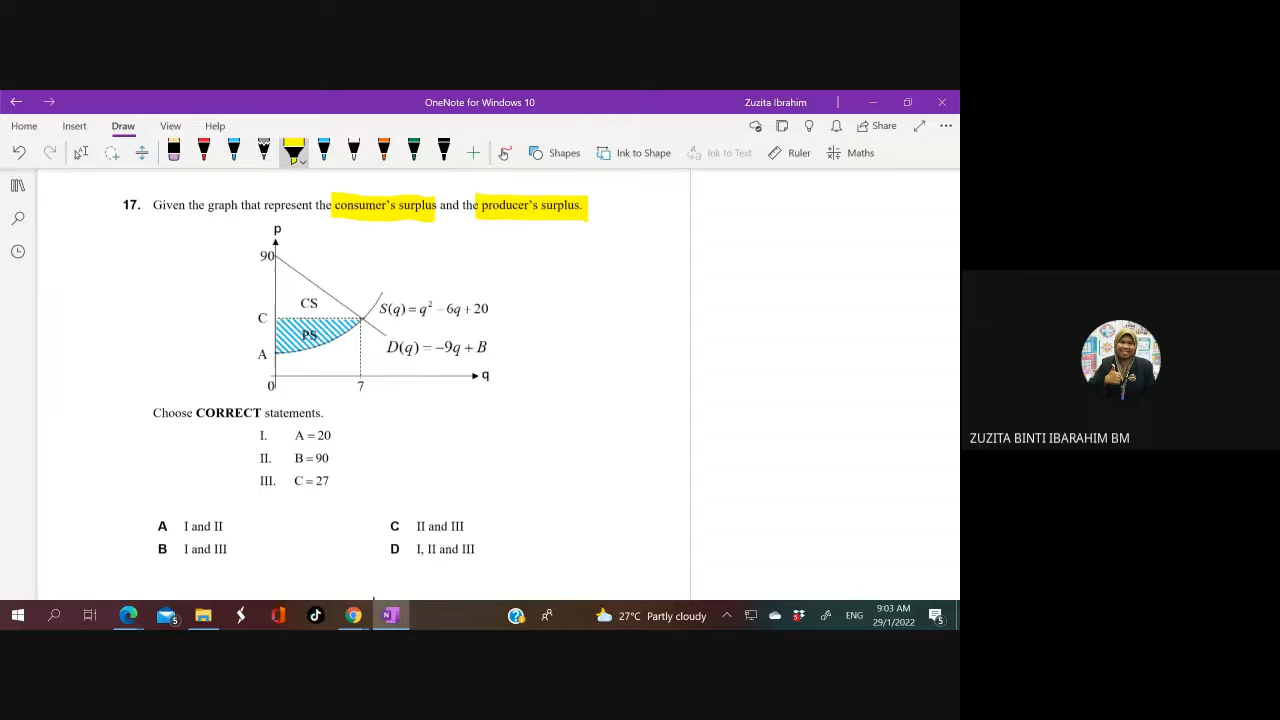 OneNote for Windows 10
Zuzita Ibrahim
Home Insert Draw View Help
Share
Shapes Ink to Shape Ink to Text Ruler Maths
17. Given the graph that represent the consumer's surplus and the producer's surplus.
p
90
CS
S(q) = q² – 6q + 20
C
PS
D(q) = –9q + B
A
q
0 7
Choose CORRECT statements.
I. A = 20
II. B = 90
III. C = 27
A I and II C II and III
B I and III D I, II and III
ZUZITA BINTI IBARAHIM BM
5 27°C Partly cloudy ENG 9:03 AM
29/1/2022 5